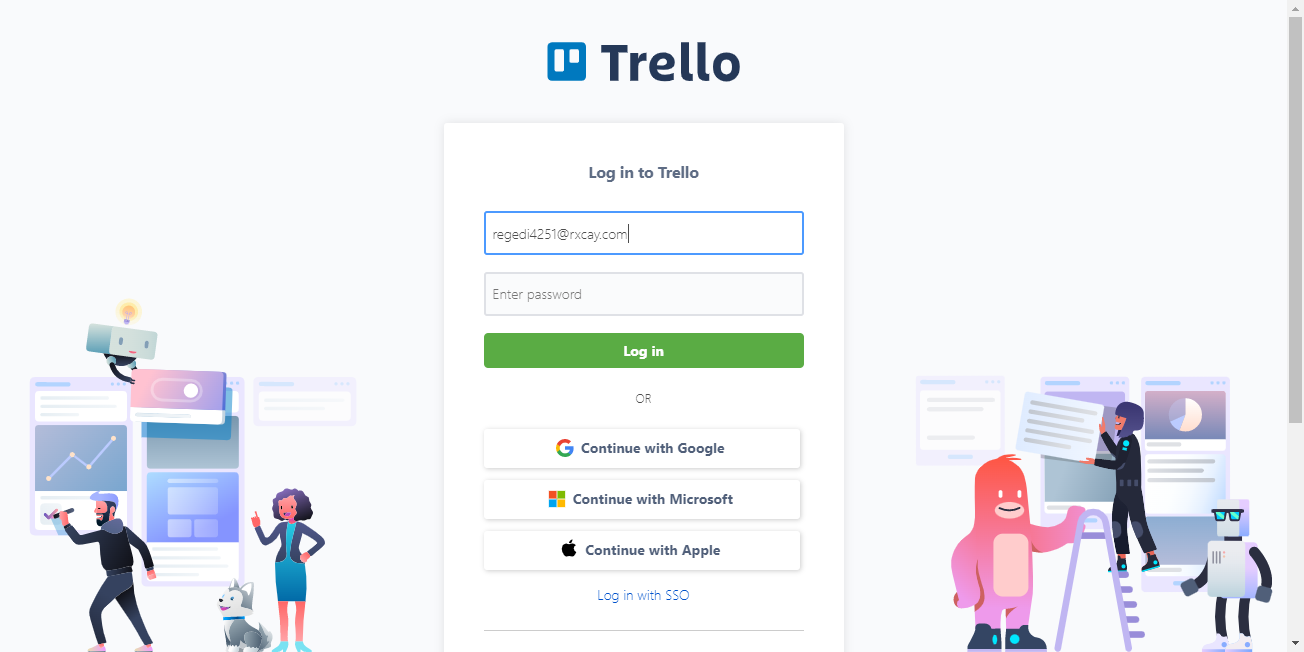 Trello
Log in to Trello
regedi4251@rxcay.com
Enter password
Log in
OR
Continue with Google
Continue with Microsoft
Continue with Apple
Log in with SSO